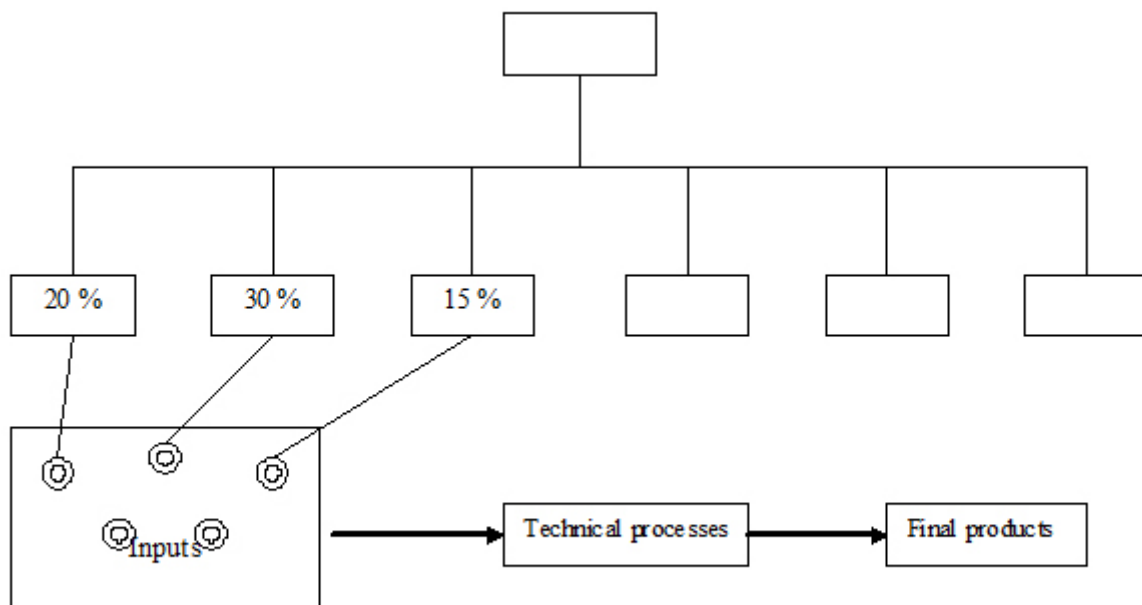 20 %
30 %
15 %
Inputs
Technical processes
Final products